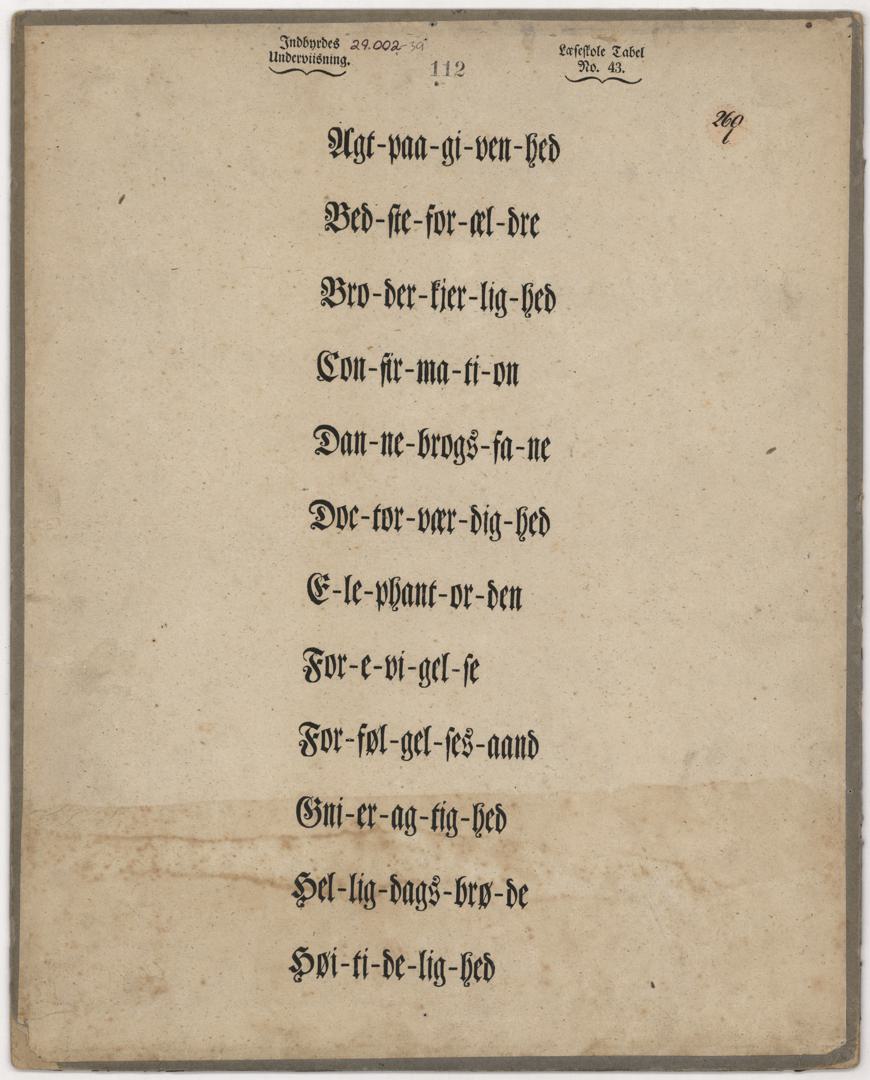 Indbyrdes 29.002-39
Underviisning.
112
Læseskole Tabel
No. 43.
269
Agt-paa-gi-ven-hed
Bed-ste-for-æl-dre
Bro-der-kjer-lig-hed
Con-fir-ma-ti-on
Dan-ne-brogs-fa-ne
Doc-tor-vær-dig-hed
E-le-phant-or-den
For-e-vi-gel-se
For-føl-gel-ses-aand
Gni-er-ag-tig-hed
Hel-lig-dags-brø-de
Høi-ti-de-lig-hed